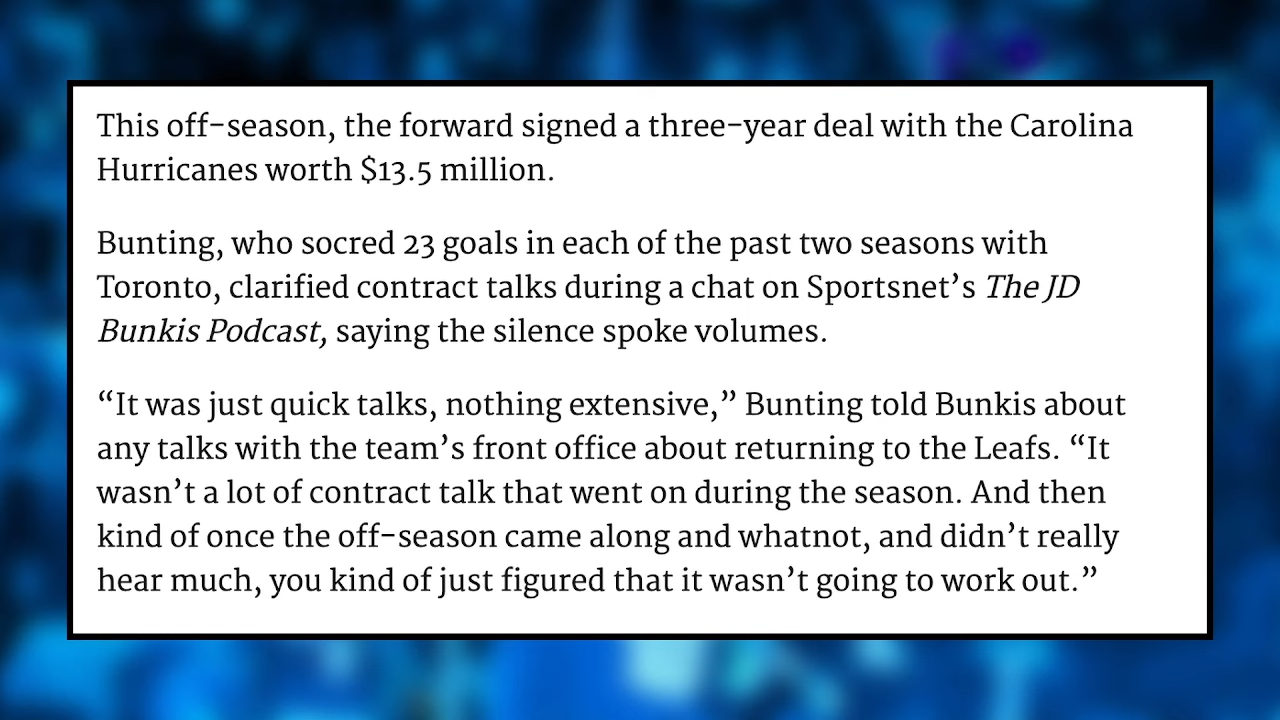 This off-season, the forward signed a three-year deal with the Carolina
Hurricanes worth $13.5 million.
Bunting, who socred 23 goals in each of the past two seasons with
Toronto, clarified contract talks during a chat on Sportsnet’s The JD
Bunkis Podcast, saying the silence spoke volumes.
“It was just quick talks, nothing extensive,” Bunting told Bunkis about
any talks with the team’s front office about returning to the Leafs. “It
wasn’t a lot of contract talk that went on during the season. And then
kind of once the off-season came along and whatnot, and didn’t really
hear much, you kind of just figured that it wasn’t going to work out.”